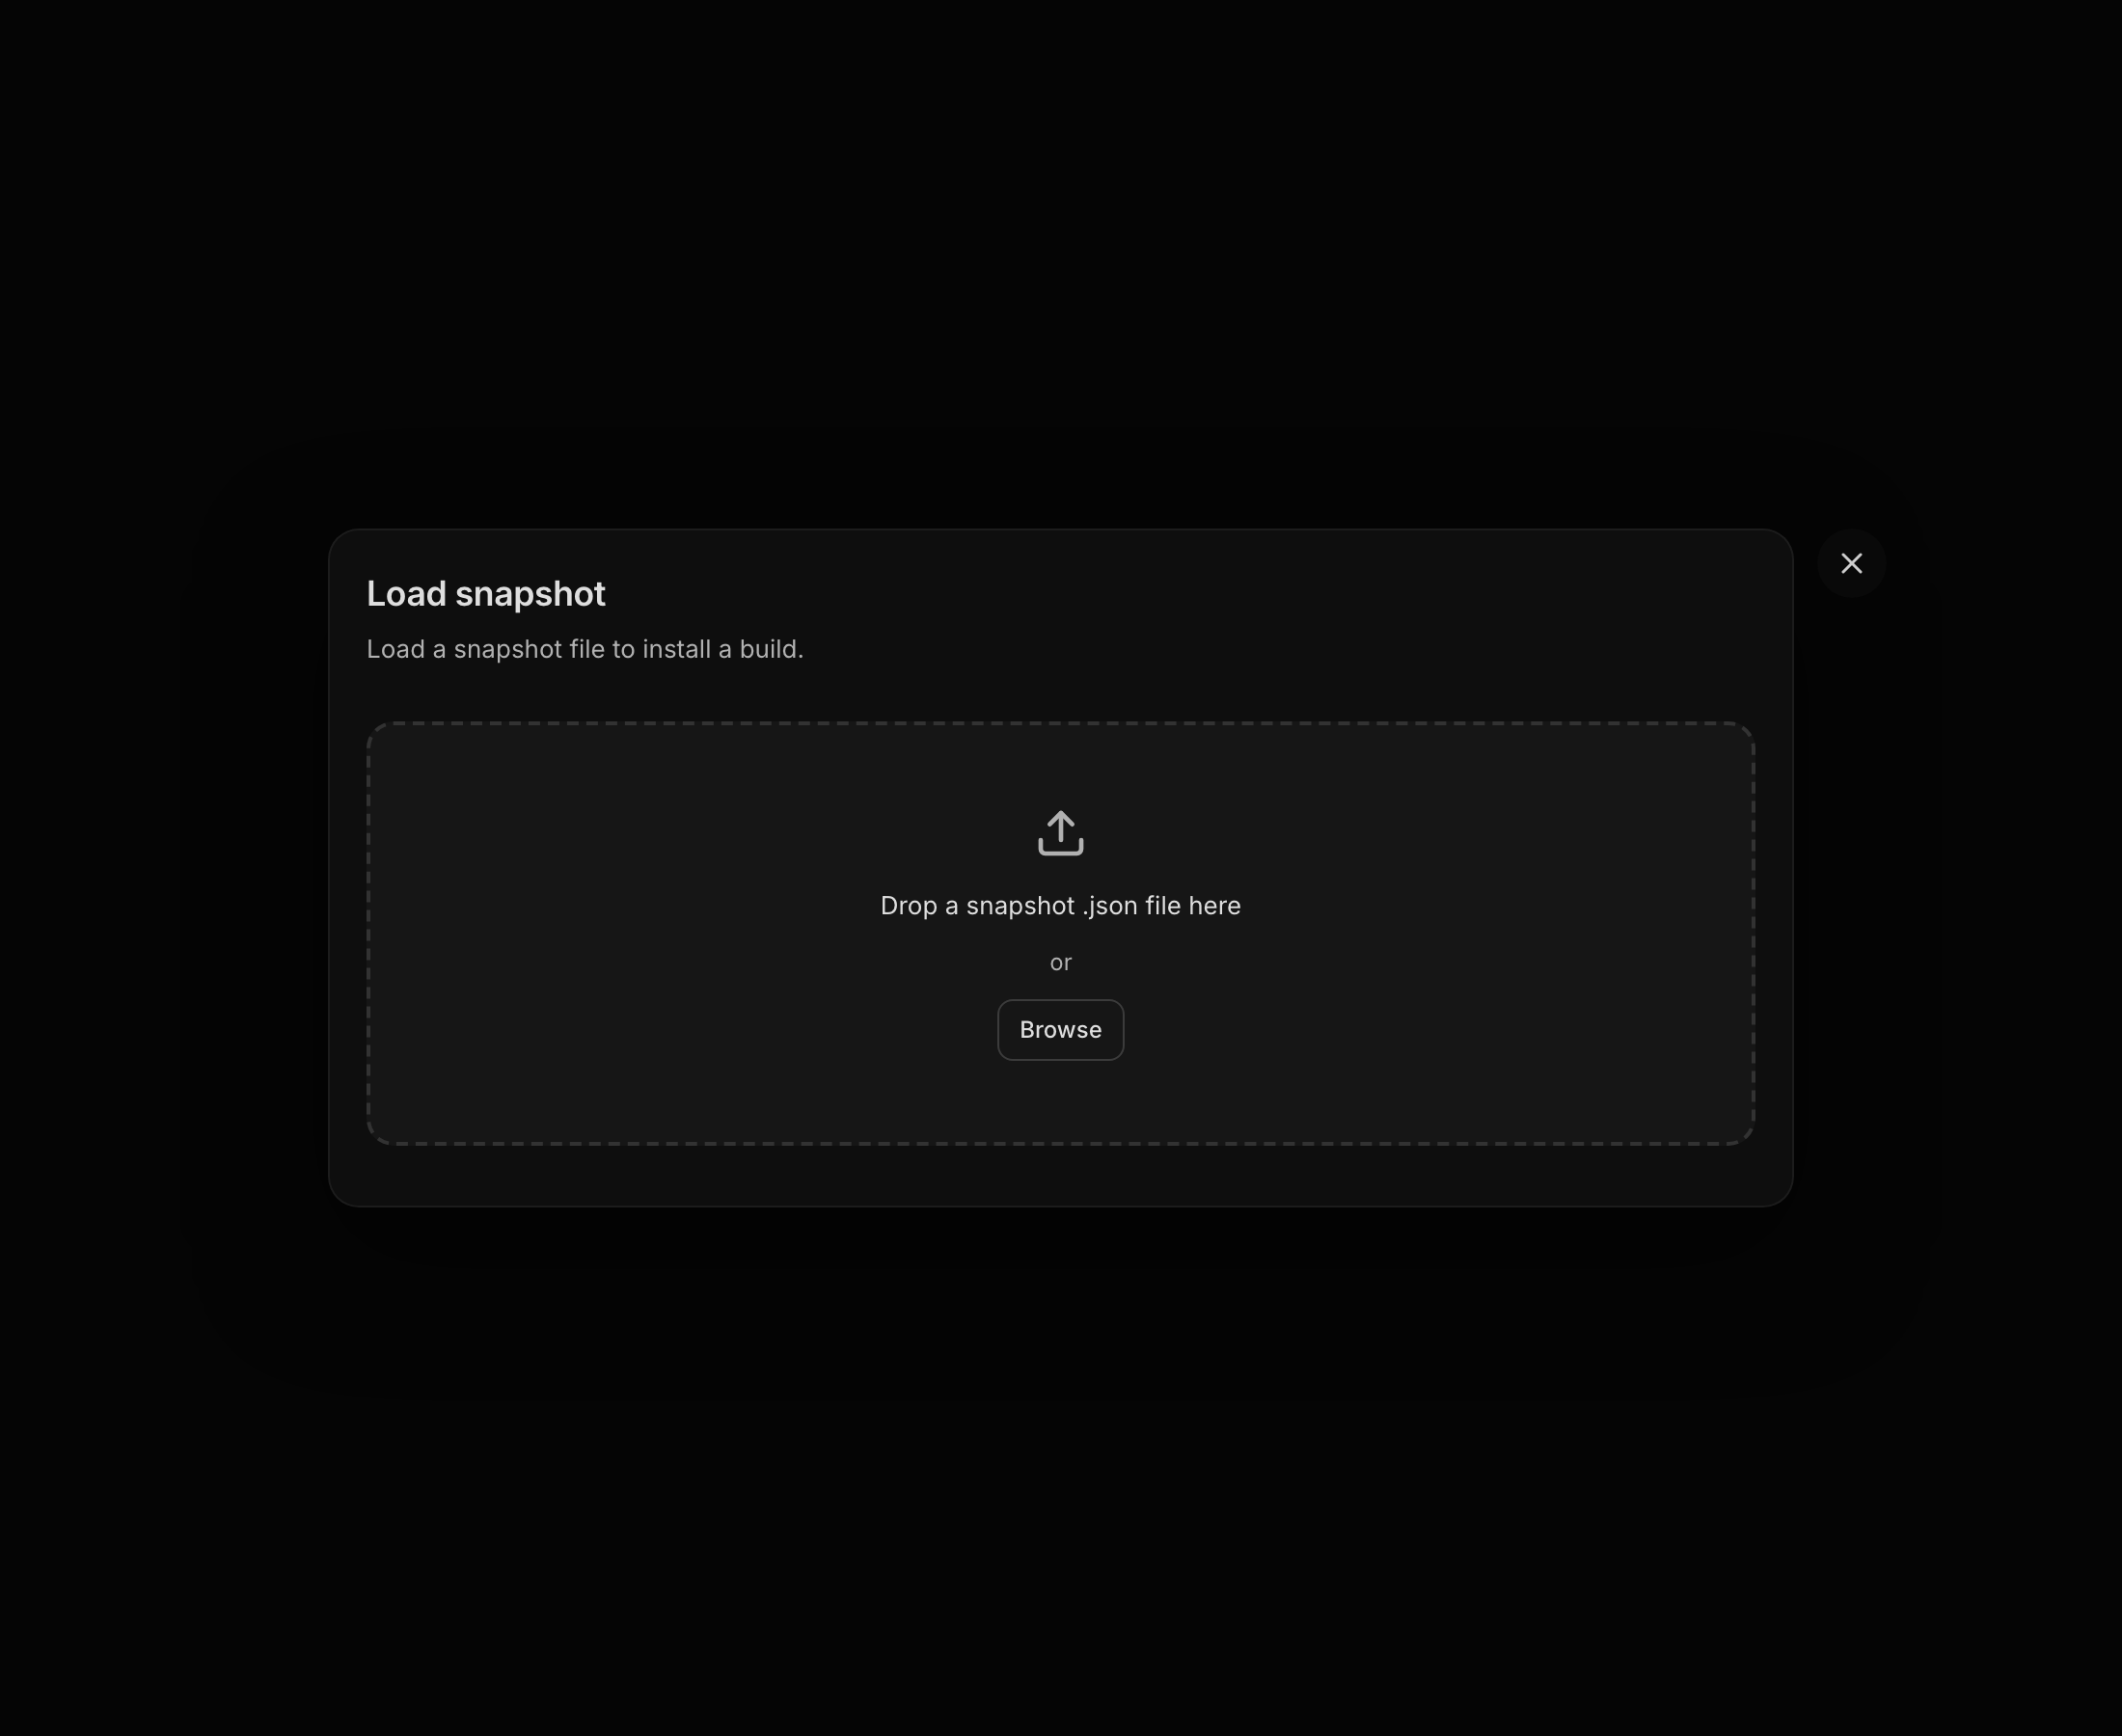 Load snapshot
Load a snapshot file to install a build.
Drop a snapshot .json file here
or
Browse